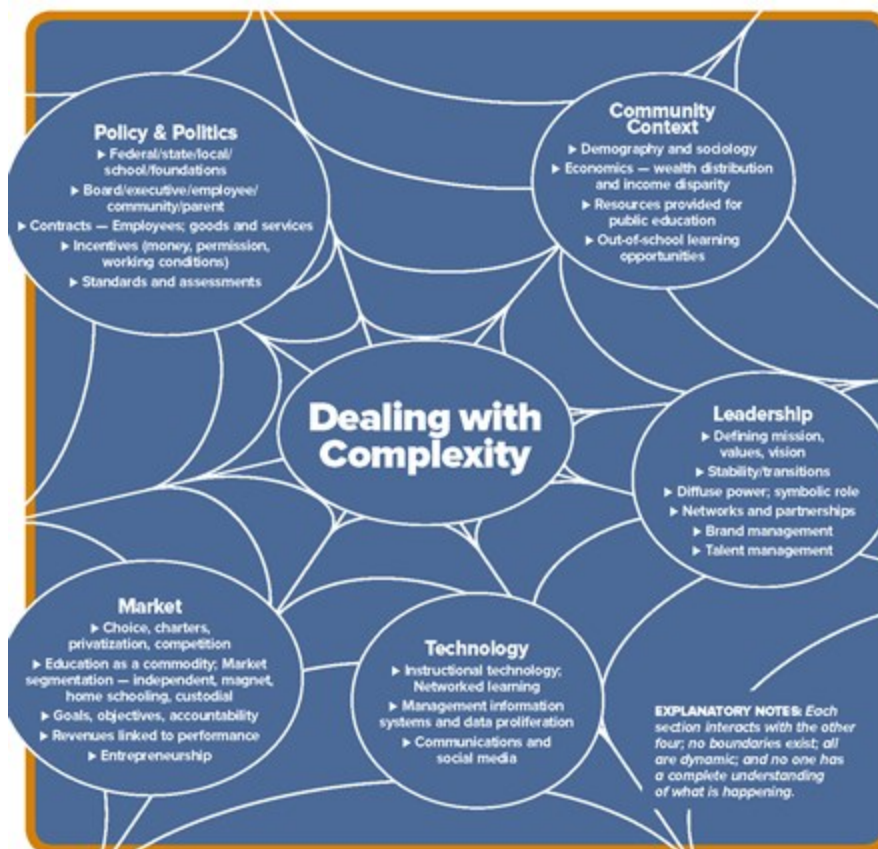 Policy & Politics
▶ Federal/state/local/
school/foundations
▶ Board/executive/employee/
community/parent
▶ Contracts — Employees; goods and services
▶ Incentives (money, permission,
working conditions)
▶ Standards and assessments
Community
Context
▶ Demography and sociology
▶ Economics — wealth distribution
and income disparity
▶ Resources provided for
public education
▶ Out-of-school learning
opportunities
Dealing with
Complexity
Leadership
▶ Defining mission,
values, vision
▶ Stability/transitions
▶ Diffuse power; symbolic role
▶ Networks and partnerships
▶ Brand management
▶ Talent management
Market
▶ Choice, charters,
privatization, competition
▶ Education as a commodity; Market
segmentation — independent, magnet,
home schooling, custodial
▶ Goals, objectives, accountability
▶ Revenues linked to performance
▶ Entrepreneurship
Technology
▶ Instructional technology;
Networked learning
▶ Management information
systems and data proliferation
▶ Communications and
social media
EXPLANATORY NOTES: Each
section interacts with the other
four; no boundaries exist; all
are dynamic; and no one has
a complete understanding
of what is happening.